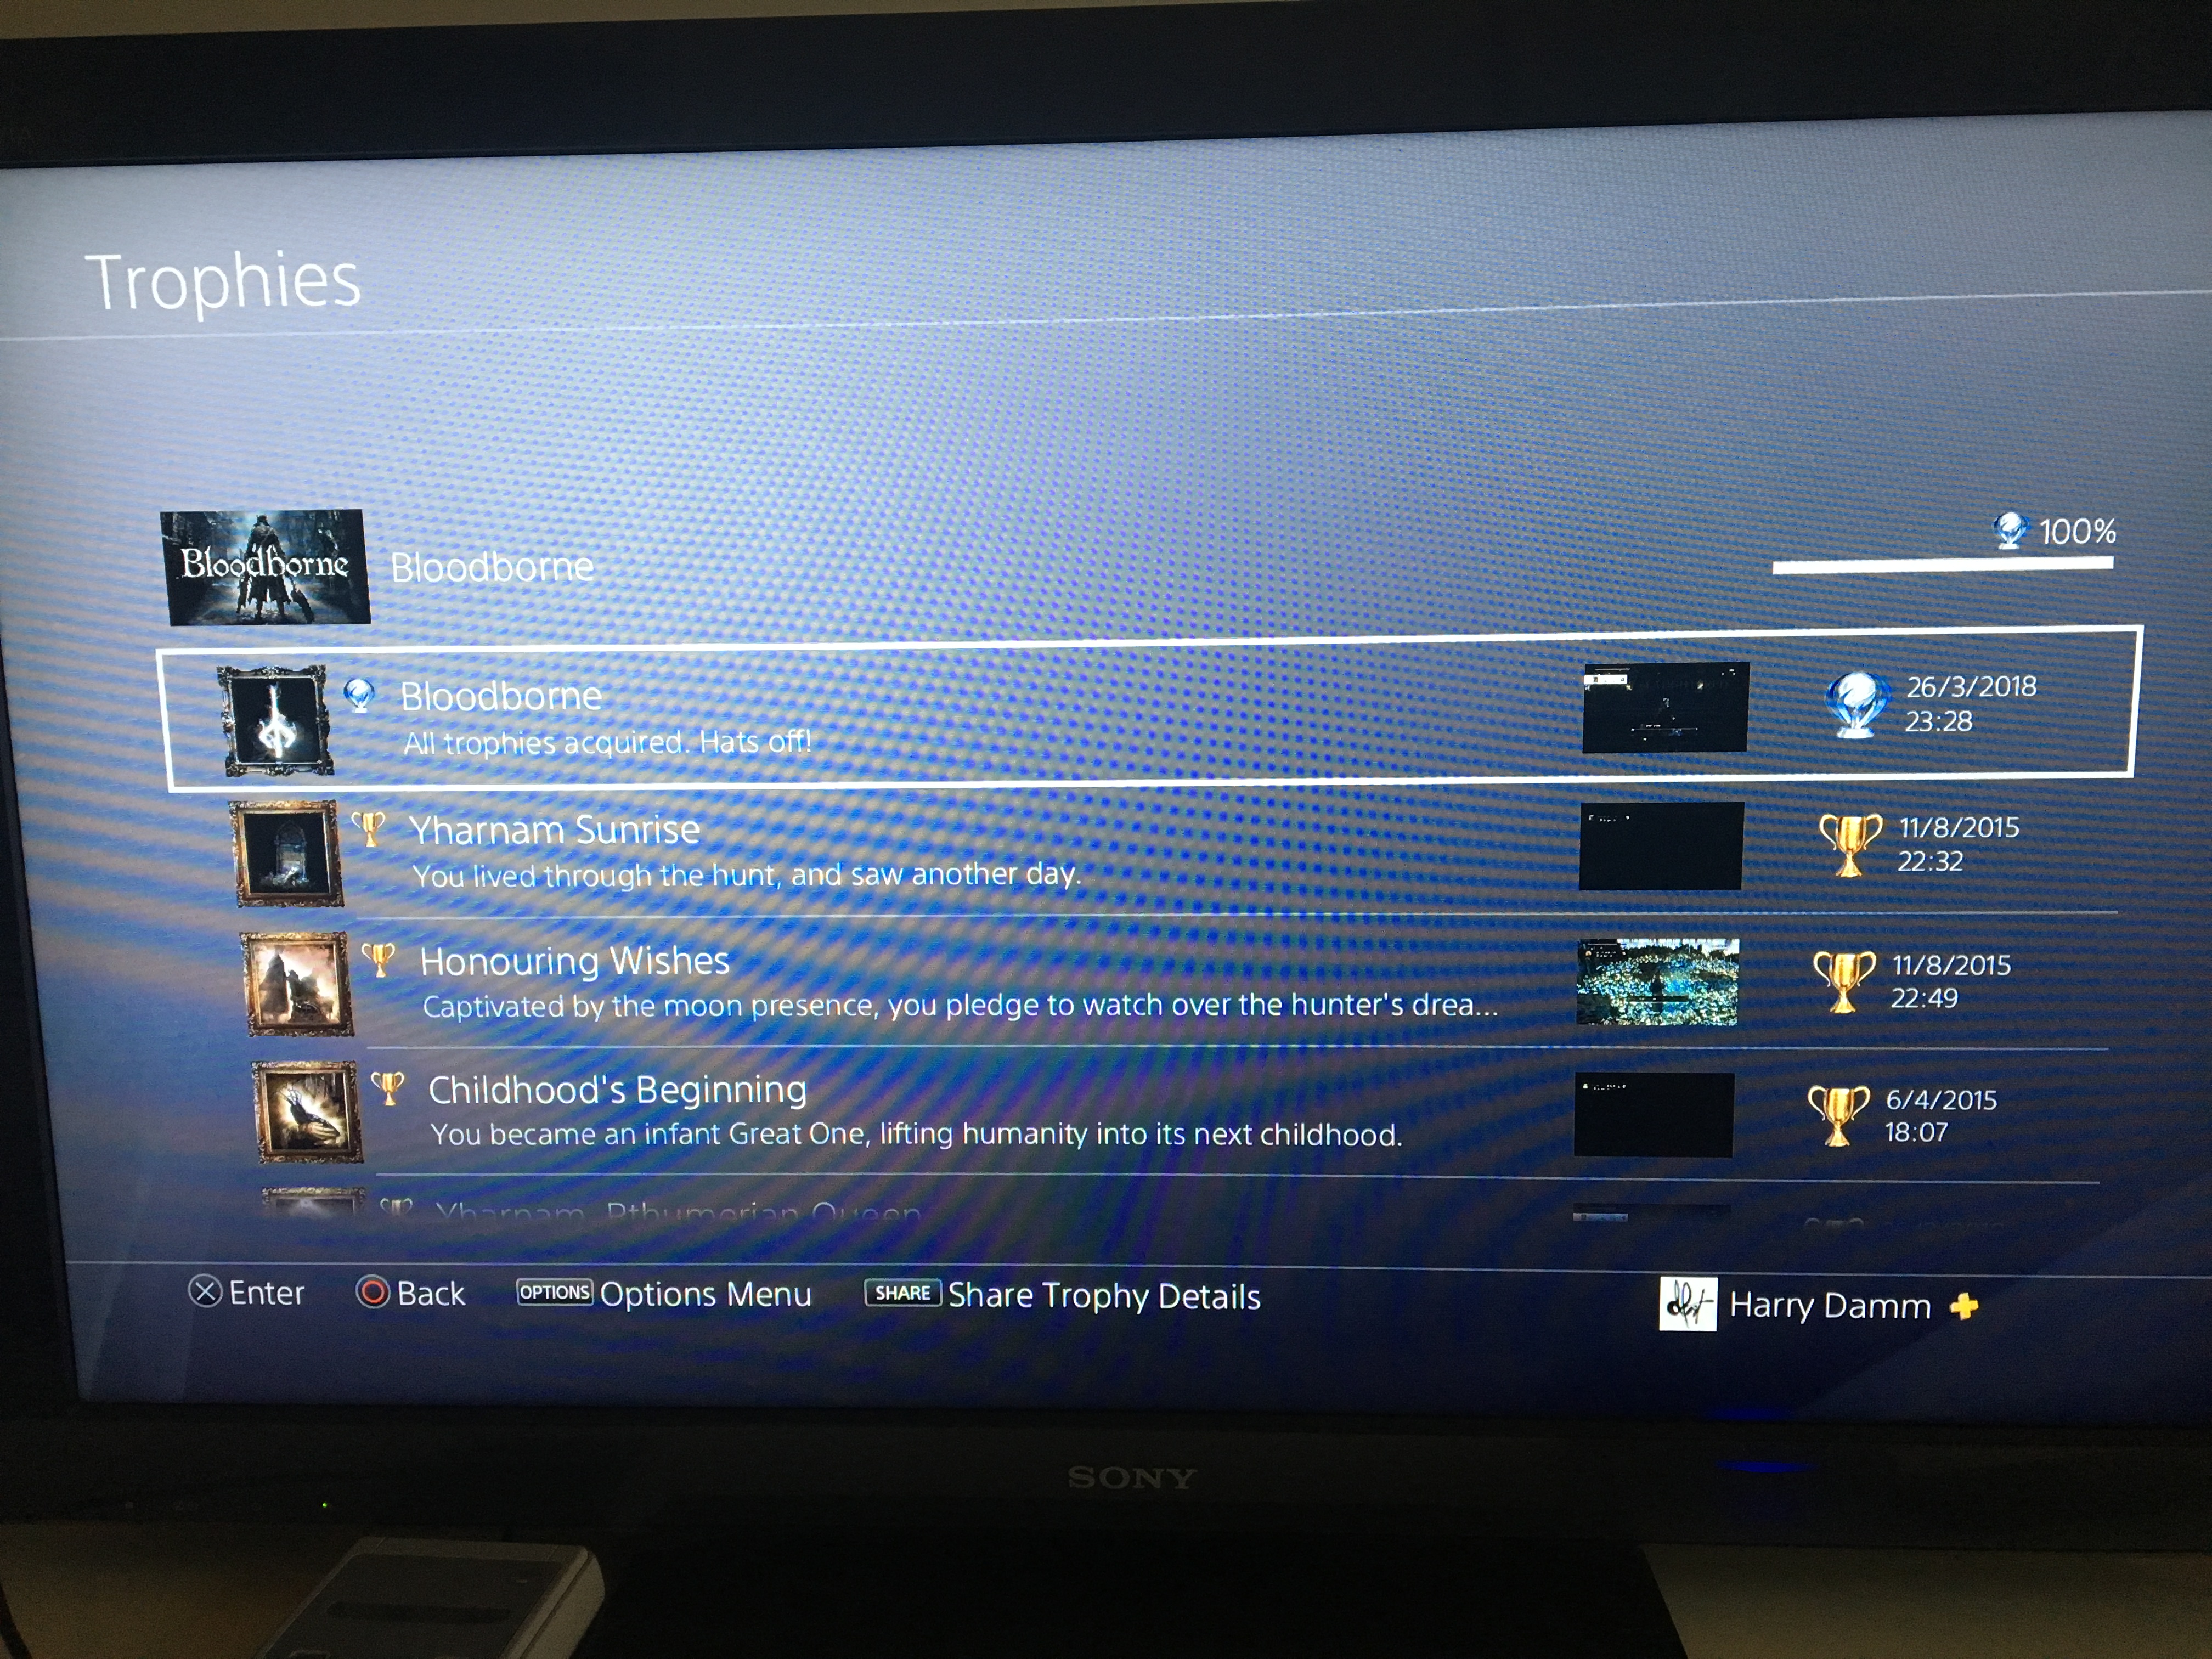 Trophies
Bloodborne
Bloodborne
100%
Bloodborne
All trophies acquired. Hats off!
26/3/2018
23:28
Yharnam Sunrise
You lived through the hunt, and saw another day.
11/8/2015
22:32
Honouring Wishes
Captivated by the moon presence, you pledge to watch over the hunter's drea...
11/8/2015
22:49
Childhood's Beginning
You became an infant Great One, lifting humanity into its next childhood.
6/4/2015
18:07
Yharnam, Pthumerian Queen
Enter
Back
OPTIONS Options Menu
SHARE Share Trophy Details
Harry Damm
SONY